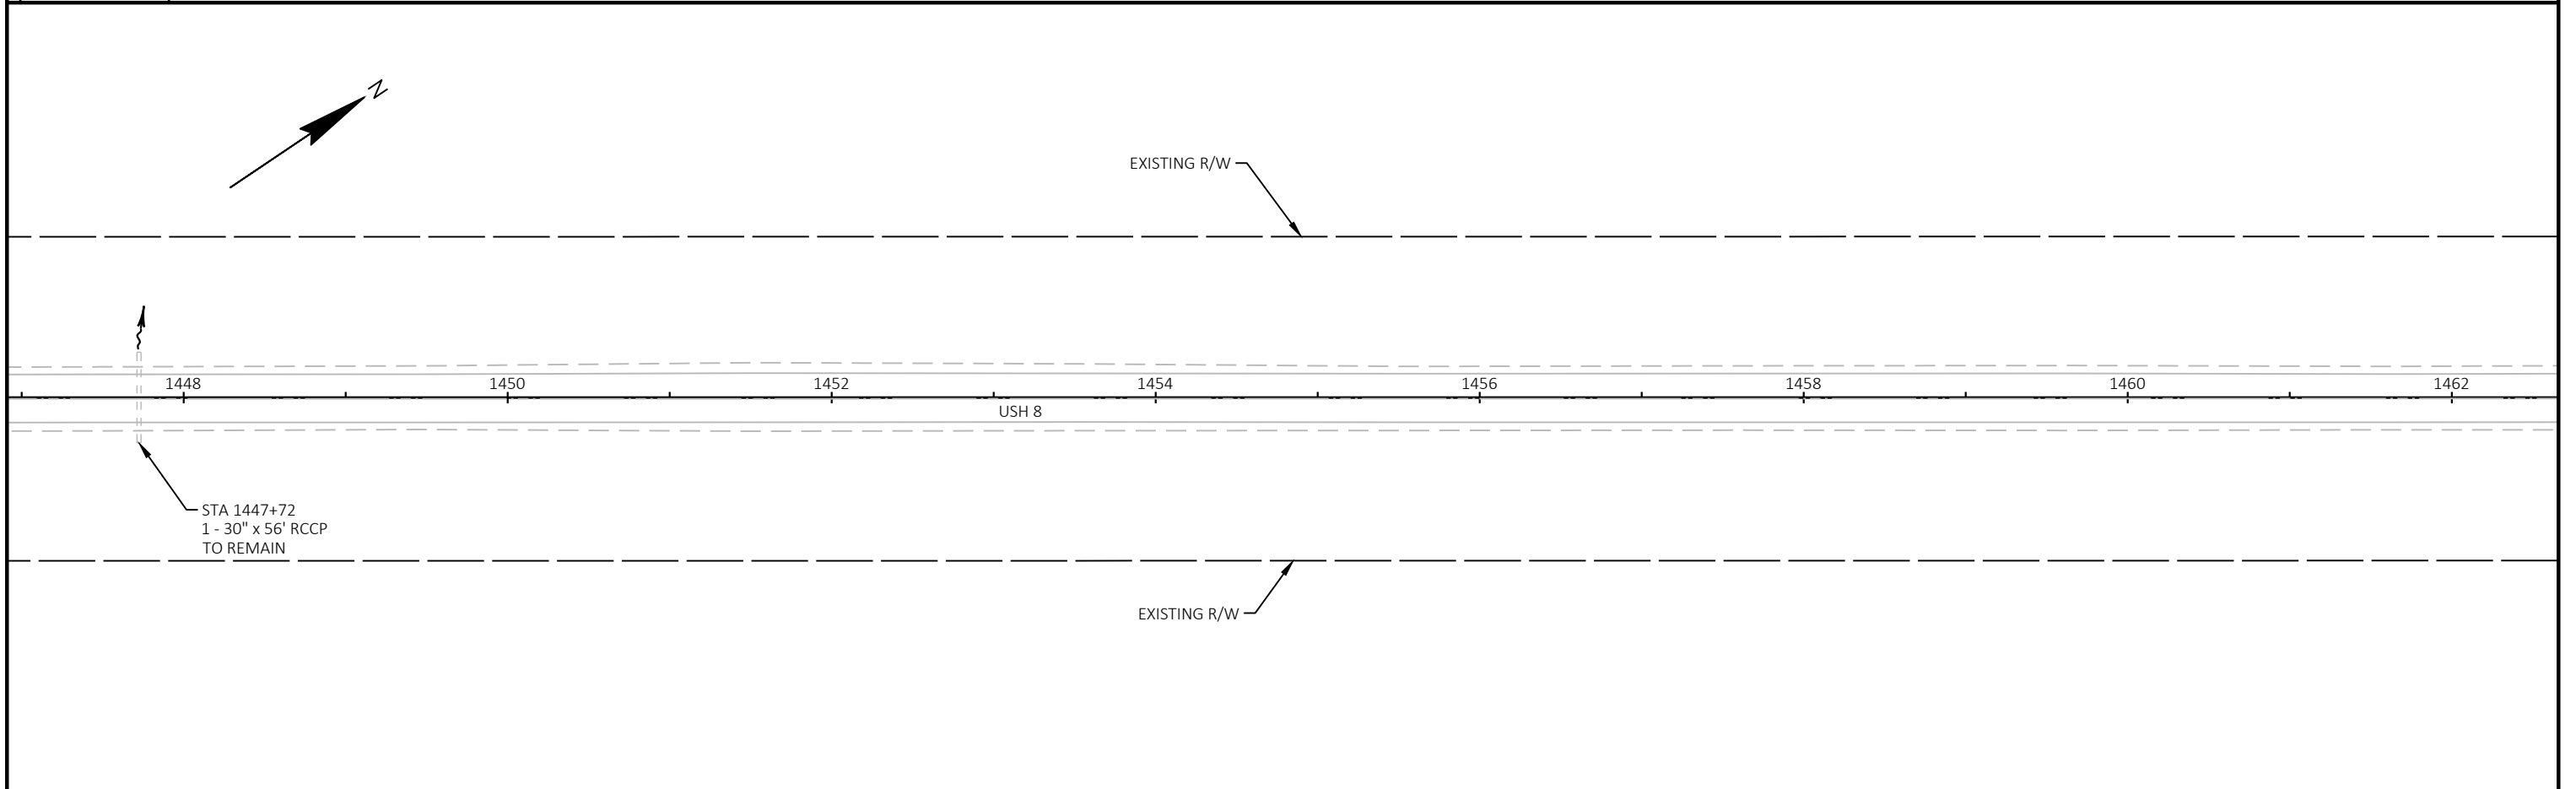 N
EXISTING R/W
1448 1450 1452 1454 1456 1458 1460 1462
USH 8
STA 1447+72
1 - 30" x 56' RCCP
TO REMAIN
EXISTING R/W